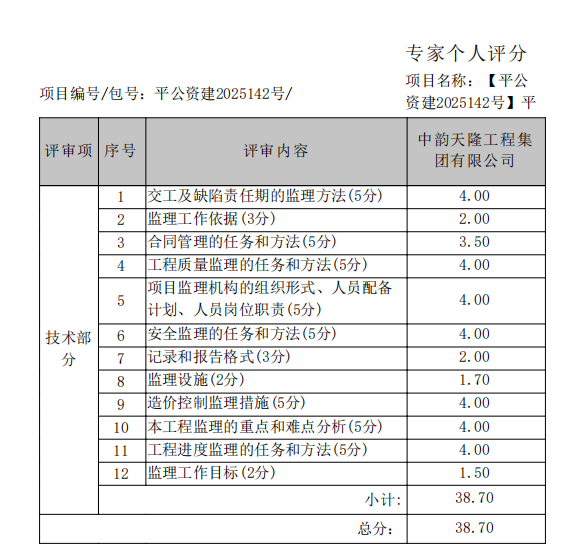 专家个人评分
项目编号/包号：平公资建2025142号/
项目名称：【平公
资建2025142号】平
评审项 序号 评审内容 中韵天隆工程集
团有限公司
技术部
分
1 交工及缺陷责任期的监理方法(5分) 4.00
2 监理工作依据(3分) 2.00
3 合同管理的任务和方法(5分) 3.50
4 工程质量监理的任务和方法(5分) 4.00
5 项目监理机构的组织形式、人员配备
计划、人员岗位职责(5分) 4.00
6 安全监理的任务和方法(5分) 4.00
7 记录和报告格式(3分) 2.00
8 监理设施(2分) 1.70
9 造价控制监理措施(5分) 4.00
10 本工程监理的重点和难点分析(5分) 4.00
11 工程进度监理的任务和方法(5分) 4.00
12 监理工作目标(2分) 1.50
小计: 38.70
总分: 38.70